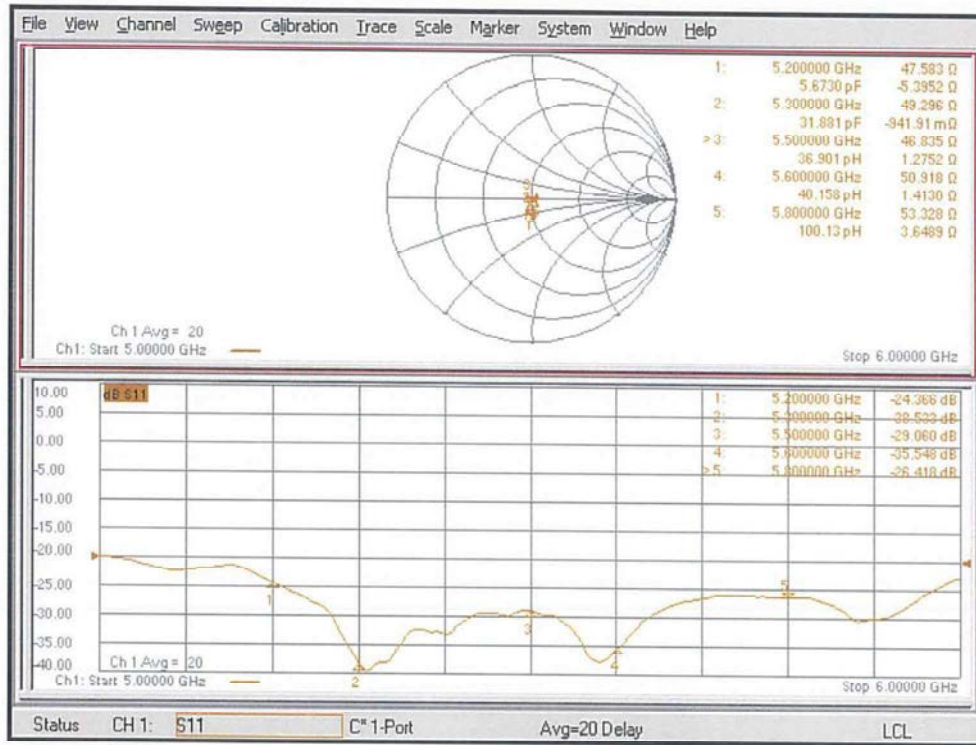 File View Channel Sweep Calibration Trace Scale Marker System Window Help
1: 5.200000 GHz 47.583 Ω
5.6730 pF -5.3952 Ω
2: 5.300000 GHz 49.296 Ω
31.881 pF -941.91 mΩ
>3: 5.500000 GHz 46.835 Ω
36.901 pH 1.2752 Ω
4: 5.600000 GHz 50.918 Ω
40.158 pH 1.4130 Ω
5: 5.800000 GHz 53.328 Ω
100.13 pH 3.6489 Ω
Ch 1 Avg = 20
Ch1: Start 5.00000 GHz
Stop 6.00000 GHz
dB S11
10.00
5.00
0.00
-5.00
-10.00
-15.00
-20.00
-25.00
-30.00
-35.00
-40.00
1: 5.200000 GHz -24.366 dB
2: 5.300000 GHz -38.533 dB
3: 5.500000 GHz -29.060 dB
4: 5.600000 GHz -35.548 dB
>5: 5.800000 GHz -26.418 dB
1
2
3
4
5
Ch 1 Avg = 20
Ch1: Start 5.00000 GHz
Stop 6.00000 GHz
Status CH 1: S11 C* 1-Port Avg=20 Delay LCL